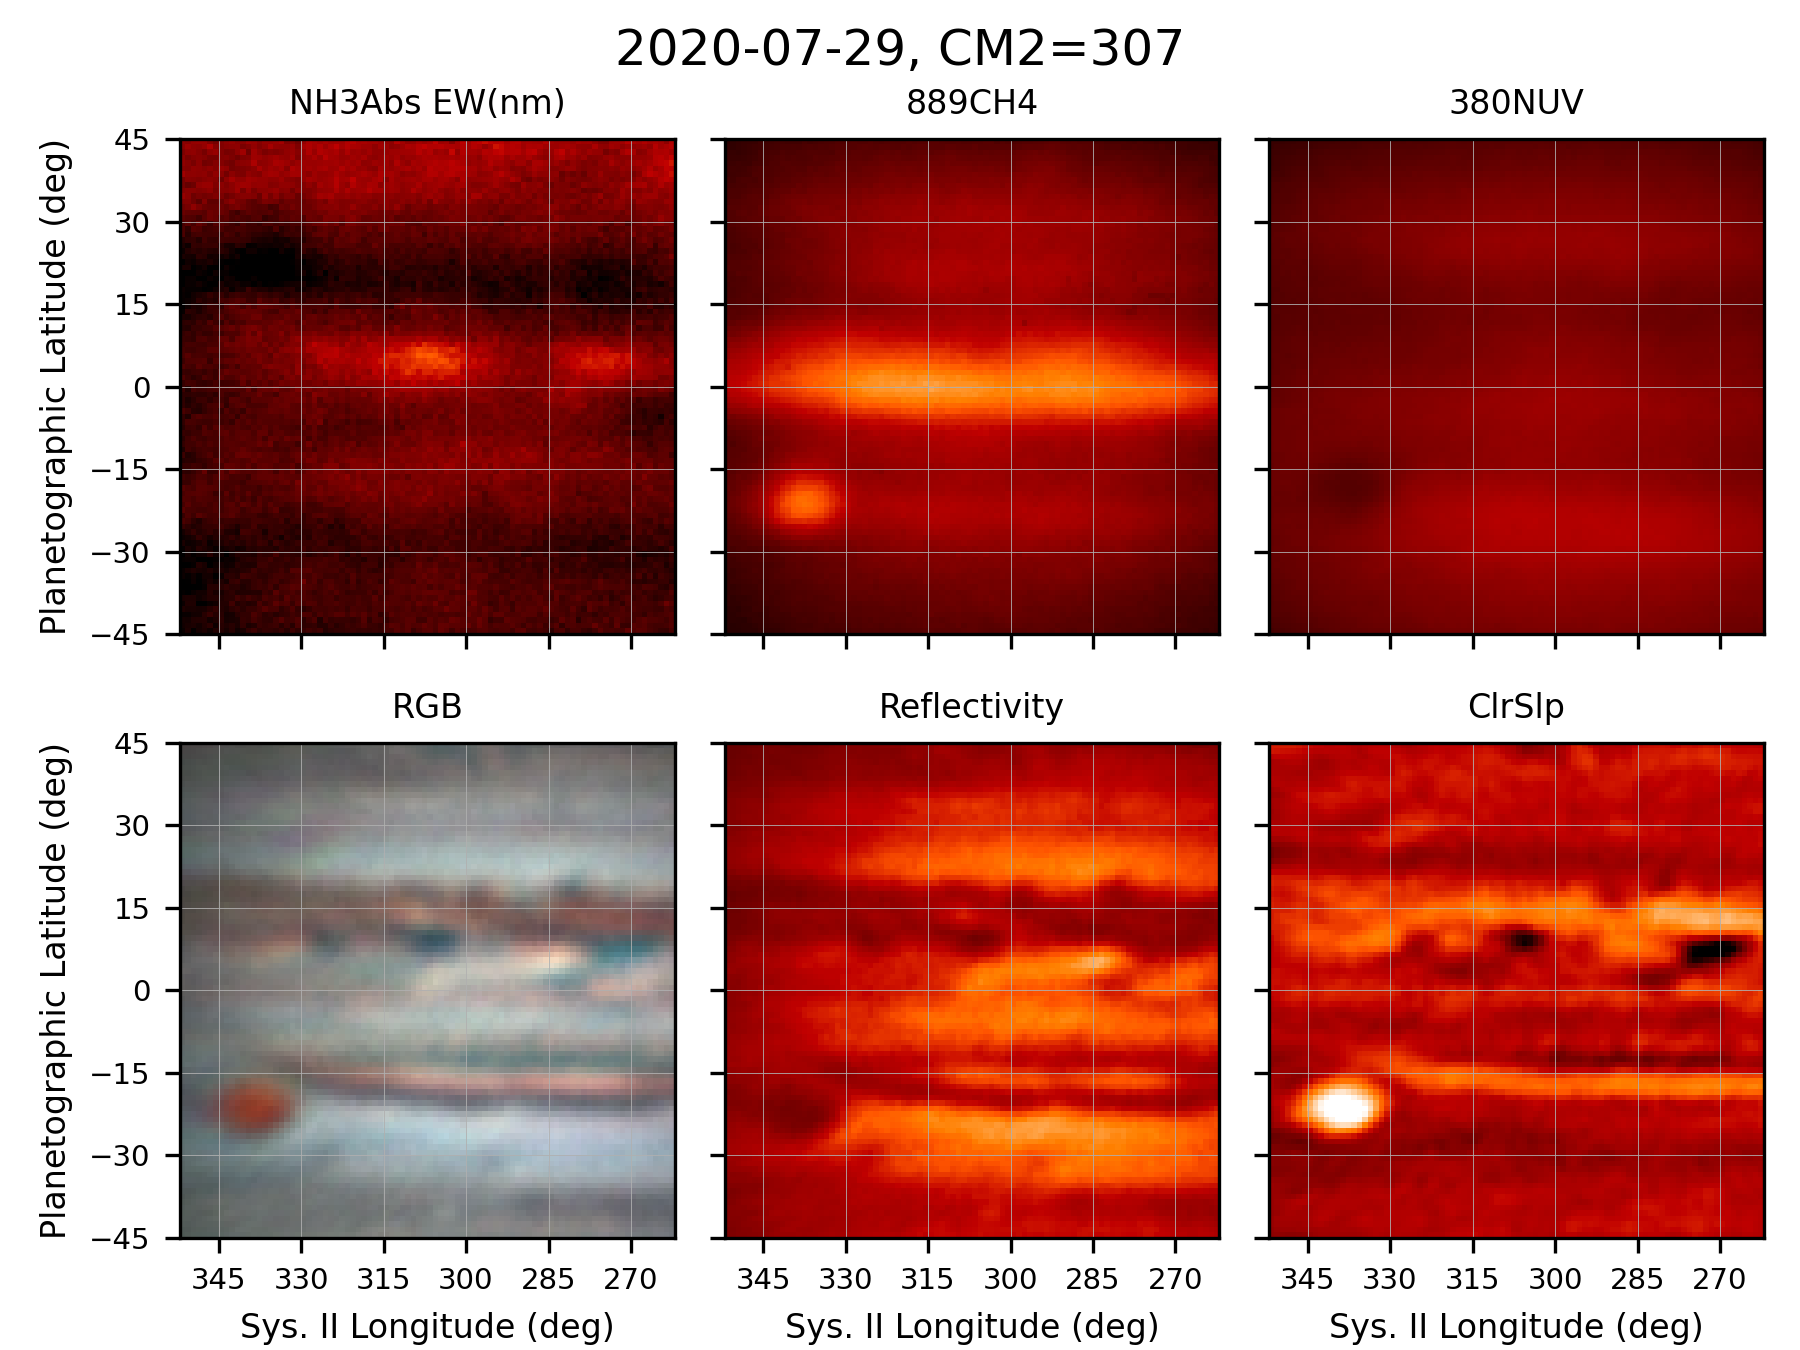 2020-07-29, CM2=307
NH3Abs EW(nm) 889CH4 380NUV
Planetographic Latitude (deg)
45
30
15
0
−15
−30
−45
RGB Reflectivity ClrSlp
Planetographic Latitude (deg)
45
30
15
0
−15
−30
−45
345 330 315 300 285 270 345 330 315 300 285 270 345 330 315 300 285 270
Sys. II Longitude (deg) Sys. II Longitude (deg) Sys. II Longitude (deg)